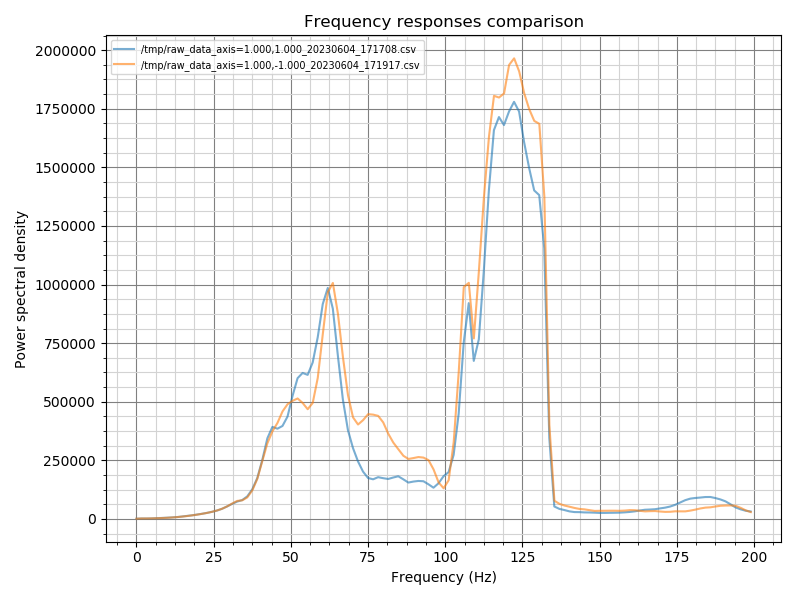 Frequency responses comparison
/tmp/raw_data_axis=1.000,1.000_20230604_171708.csv
/tmp/raw_data_axis=1.000,-1.000_20230604_171917.csv
2000000
1750000
1500000
1250000
1000000
750000
500000
250000
0
Power spectral density
0 25 50 75 100 125 150 175 200
Frequency (Hz)